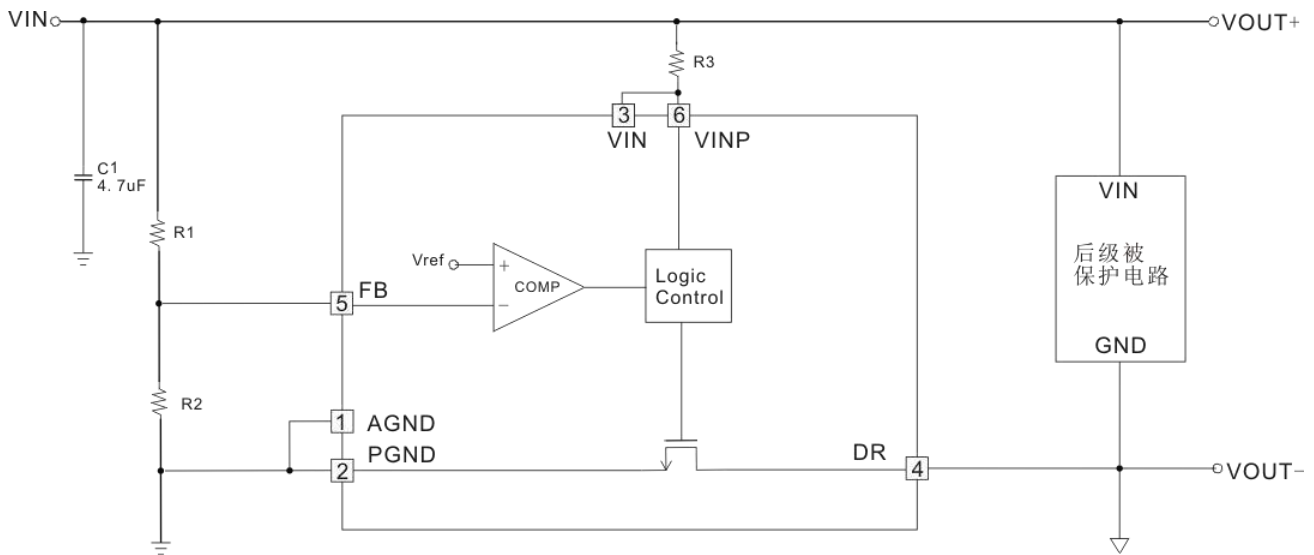 VIN
VOUT+
R3
3
6
VIN
VINP
C1
4.7uF
VIN
R1
后级被
保护电路
Vref
+
COMP
Logic
Control
5
FB
−
GND
R2
1
AGND
PGND
DR
2
4
VOUT−